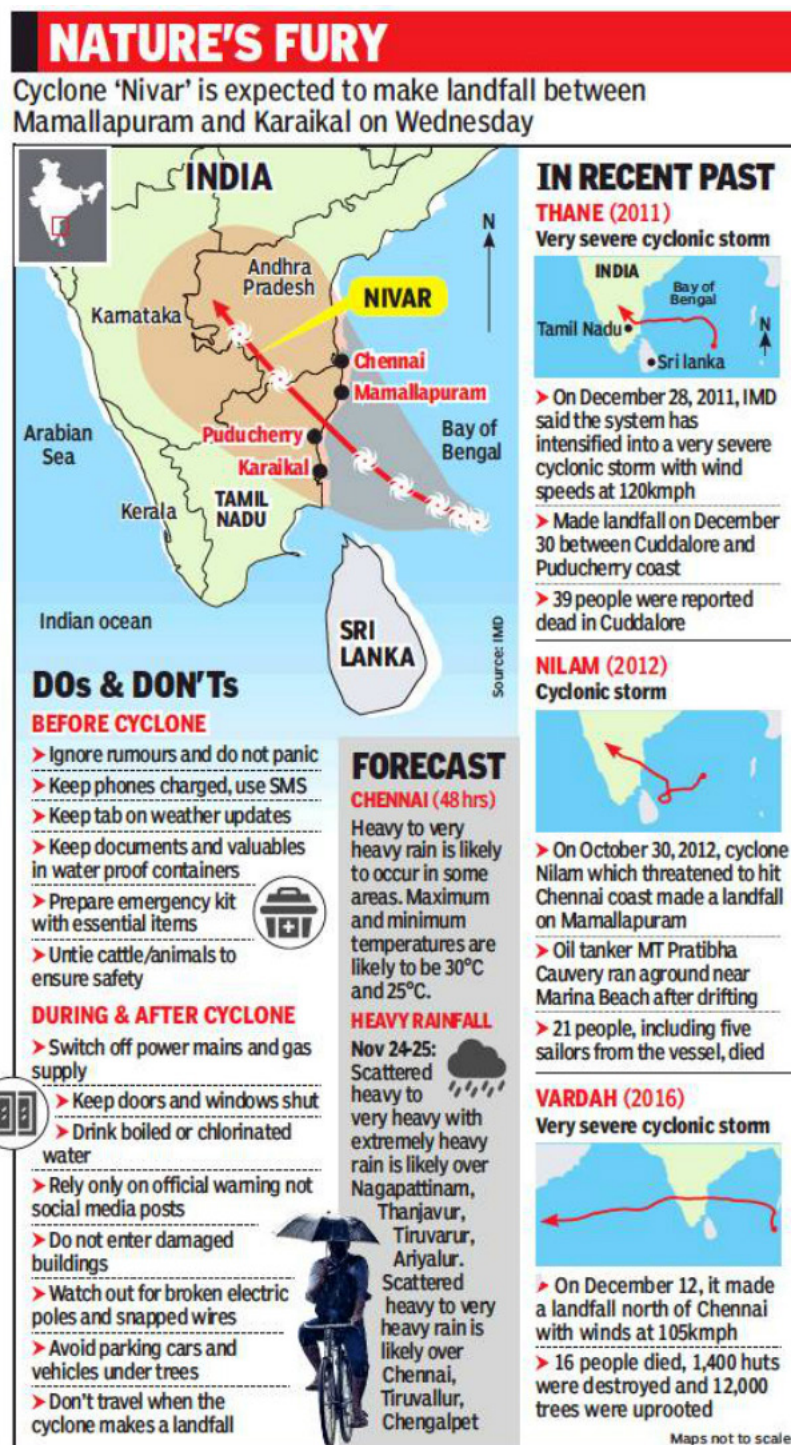 NATURE'S FURY
Cyclone 'Nivar' is expected to make landfall between
Mamallapuram and Karaikal on Wednesday
INDIA
N
Andhra
Pradesh
NIVAR
Karnataka
Chennai
Mamallapuram
Arabian
Sea
Puducherry
Bay of
Bengal
Karaikal
Kerala
TAMIL
NADU
Indian ocean
SRI
LANKA
Source: IMD
DOs & DON'Ts
BEFORE CYCLONE
➤ Ignore rumours and do not panic
➤ Keep phones charged, use SMS
➤ Keep tab on weather updates
➤ Keep documents and valuables
in water proof containers
➤ Prepare emergency kit
with essential items
➤ Untie cattle/animals to
ensure safety
DURING & AFTER CYCLONE
➤ Switch off power mains and gas
supply
➤ Keep doors and windows shut
➤ Drink boiled or chlorinated
water
➤ Rely only on official warning not
social media posts
➤ Do not enter damaged
buildings
➤ Watch out for broken electric
poles and snapped wires
➤ Avoid parking cars and
vehicles under trees
➤ Don't travel when the
cyclone makes a landfall
FORECAST
CHENNAI (48 hrs)
Heavy to very
heavy rain is likely
to occur in some
areas. Maximum
and minimum
temperatures are
likely to be 30°C
and 25°C.
HEAVY RAINFALL
Nov 24-25:
Scattered
heavy to
very heavy with
extremely heavy
rain is likely over
Nagapattinam,
Thanjavur,
Tiruvarur,
Ariyalur.
Scattered
heavy to very
heavy rain is
likely over
Chennai,
Tiruvallur,
Chengalpet
IN RECENT PAST
THANE (2011)
Very severe cyclonic storm
INDIA
Bay of
Bengal
Tamil Nadu
N
Sri lanka
➤ On December 28, 2011, IMD
said the system has
intensified into a very severe
cyclonic storm with wind
speeds at 120kmph
➤ Made landfall on December
30 between Cuddalore and
Puducherry coast
➤ 39 people were reported
dead in Cuddalore
NILAM (2012)
Cyclonic storm
➤ On October 30, 2012, cyclone
Nilam which threatened to hit
Chennai coast made a landfall
on Mamallapuram
➤ Oil tanker MT Pratibha
Cauvery ran aground near
Marina Beach after drifting
➤ 21 people, including five
sailors from the vessel, died
VARDAH (2016)
Very severe cyclonic storm
➤ On December 12, it made
a landfall north of Chennai
with winds at 105kmph
➤ 16 people died, 1,400 huts
were destroyed and 12,000
trees were uprooted
Maps not to scale